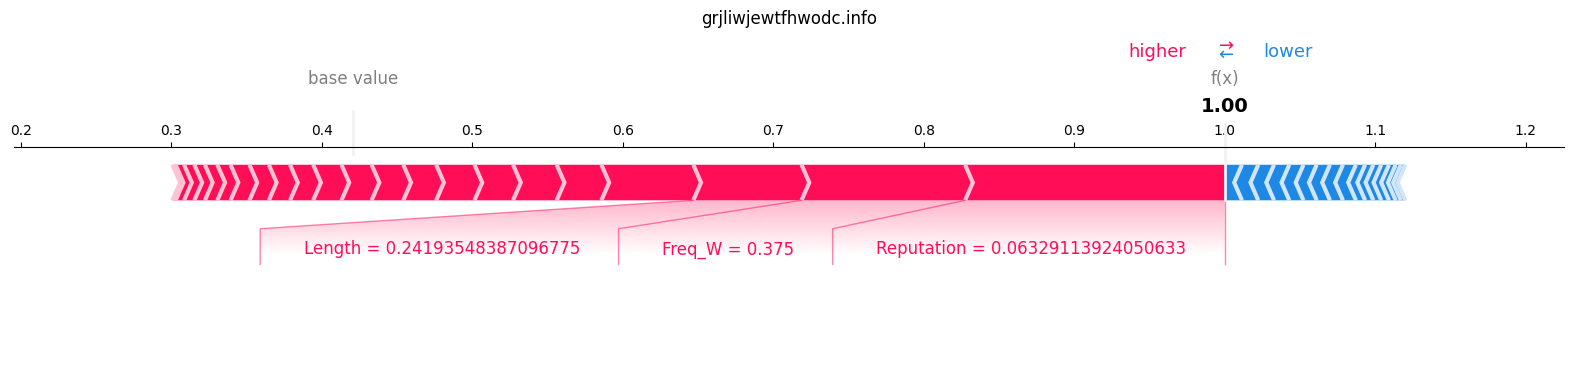 grjliwjewtfhwodc.info
higher ⇄ lower
base value f(x)
1.00
0.2 0.3 0.4 0.5 0.6 0.7 0.8 0.9 1.0 1.1 1.2
Length = 0.24193548387096775 Freq_W = 0.375 Reputation = 0.06329113924050633